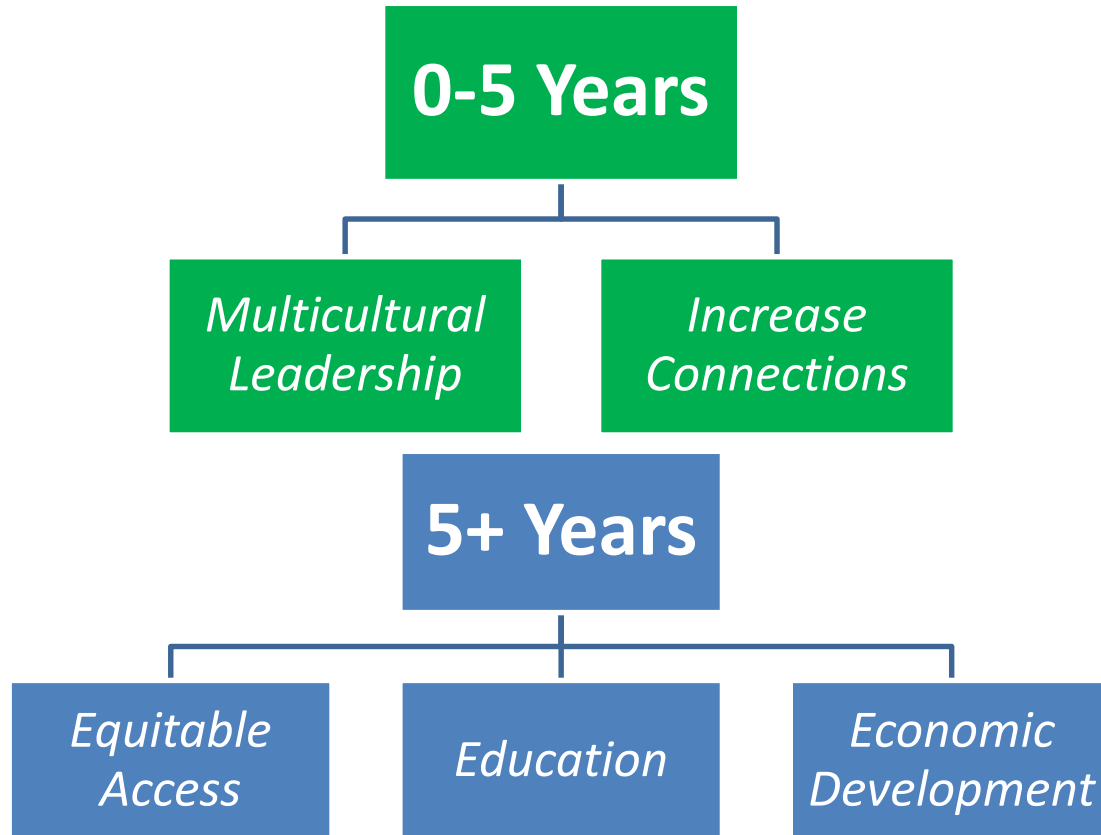 0-5 Years
Multicultural
Leadership
Increase
Connections
5+ Years
Equitable
Access
Education
Economic
Development